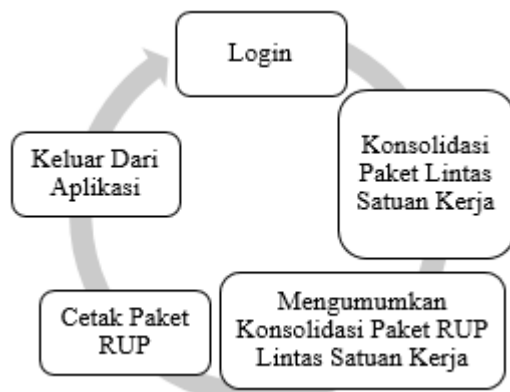 Login
Konsolidasi
Paket Lintas
Satuan Kerja
Mengumumkan
Konsolidasi Paket RUP
Lintas Satuan Kerja
Cetak Paket
RUP
Keluar Dari
Aplikasi